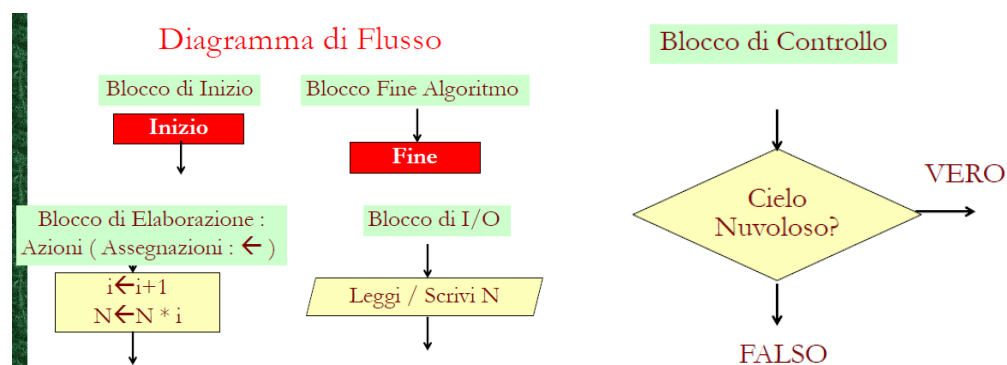 Diagramma di Flusso
Blocco di Inizio
Inizio
Blocco Fine Algoritmo
Fine
Blocco di Elaborazione :
Azioni ( Assegnazioni : ← )
i←i+1
N←N * i
Blocco di I/O
Leggi / Scrivi N
Blocco di Controllo
Cielo
Nuvoloso?
VERO
FALSO